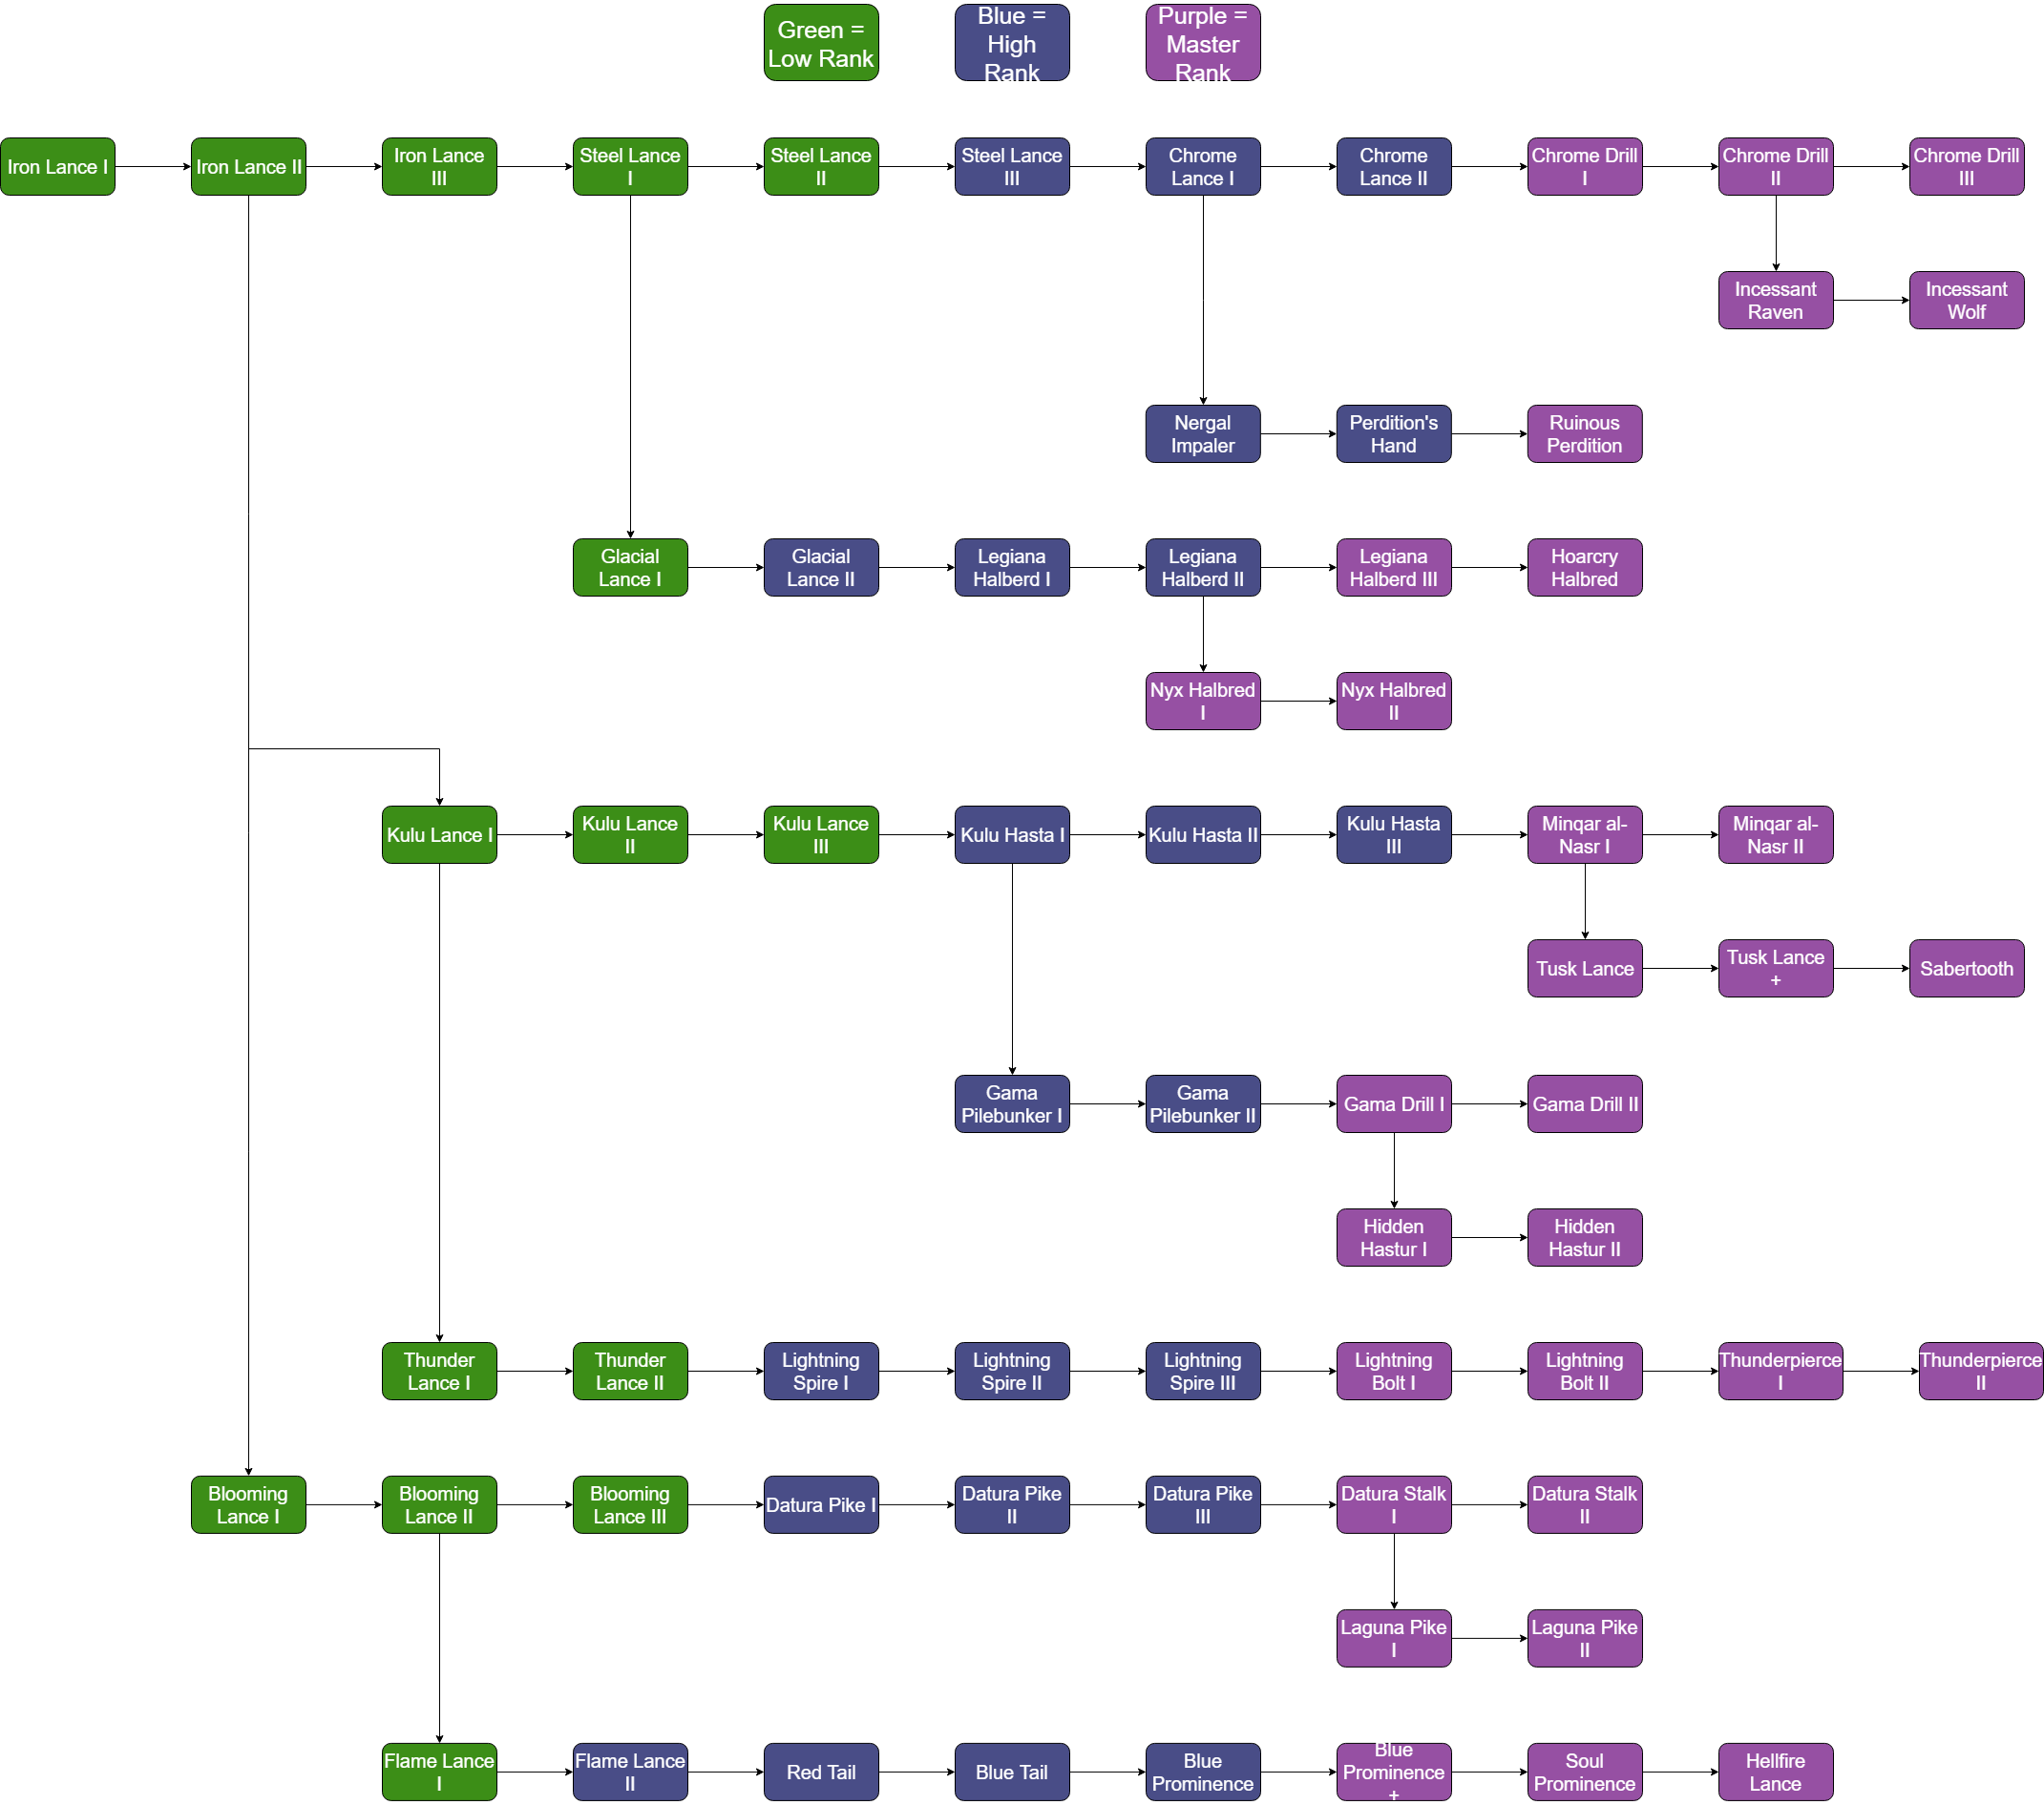 Green =
Low Rank
Blue =
High
Rank
Purple =
Master
Rank
Iron Lance I
Iron Lance II
Iron Lance
III
Steel Lance
I
Steel Lance
II
Steel Lance
III
Chrome
Lance I
Chrome
Lance II
Chrome Drill
I
Chrome Drill
II
Chrome Drill
III
Incessant
Raven
Incessant
Wolf
Nergal
Impaler
Perdition's
Hand
Ruinous
Perdition
Glacial
Lance I
Glacial
Lance II
Legiana
Halberd I
Legiana
Halberd II
Legiana
Halberd III
Hoarcry
Halbred
Nyx Halbred
I
Nyx Halbred
II
Kulu Lance I
Kulu Lance
II
Kulu Lance
III
Kulu Hasta I
Kulu Hasta II
Kulu Hasta
III
Minqar al-
Nasr I
Minqar al-
Nasr II
Tusk Lance
Tusk Lance
+
Sabertooth
Gama
Pilebunker I
Gama
Pilebunker II
Gama Drill I
Gama Drill II
Hidden
Hastur I
Hidden
Hastur II
Thunder
Lance I
Thunder
Lance II
Lightning
Spire I
Lightning
Spire II
Lightning
Spire III
Lightning
Bolt I
Lightning
Bolt II
Thunderpierce
I
Thunderpierce
II
Blooming
Lance I
Blooming
Lance II
Blooming
Lance III
Datura Pike I
Datura Pike
II
Datura Pike
III
Datura Stalk
I
Datura Stalk
II
Laguna Pike
I
Laguna Pike
II
Flame Lance
I
Flame Lance
II
Red Tail
Blue Tail
Blue
Prominence
Blue
Prominence
+
Soul
Prominence
Hellfire
Lance